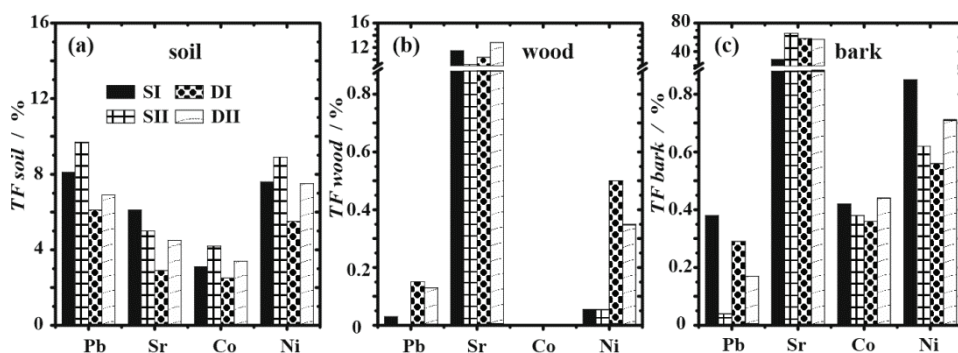 (a) soil
SI DI
SII DII
TF soil / %
16
12
8
4
0
Pb Sr Co Ni
(b) wood
TF wood / %
12
8
0.8
0.6
0.4
0.2
0
Pb Sr Co Ni
(c) bark
TF bark / %
80
40
0.8
0.6
0.4
0.2
0
Pb Sr Co Ni